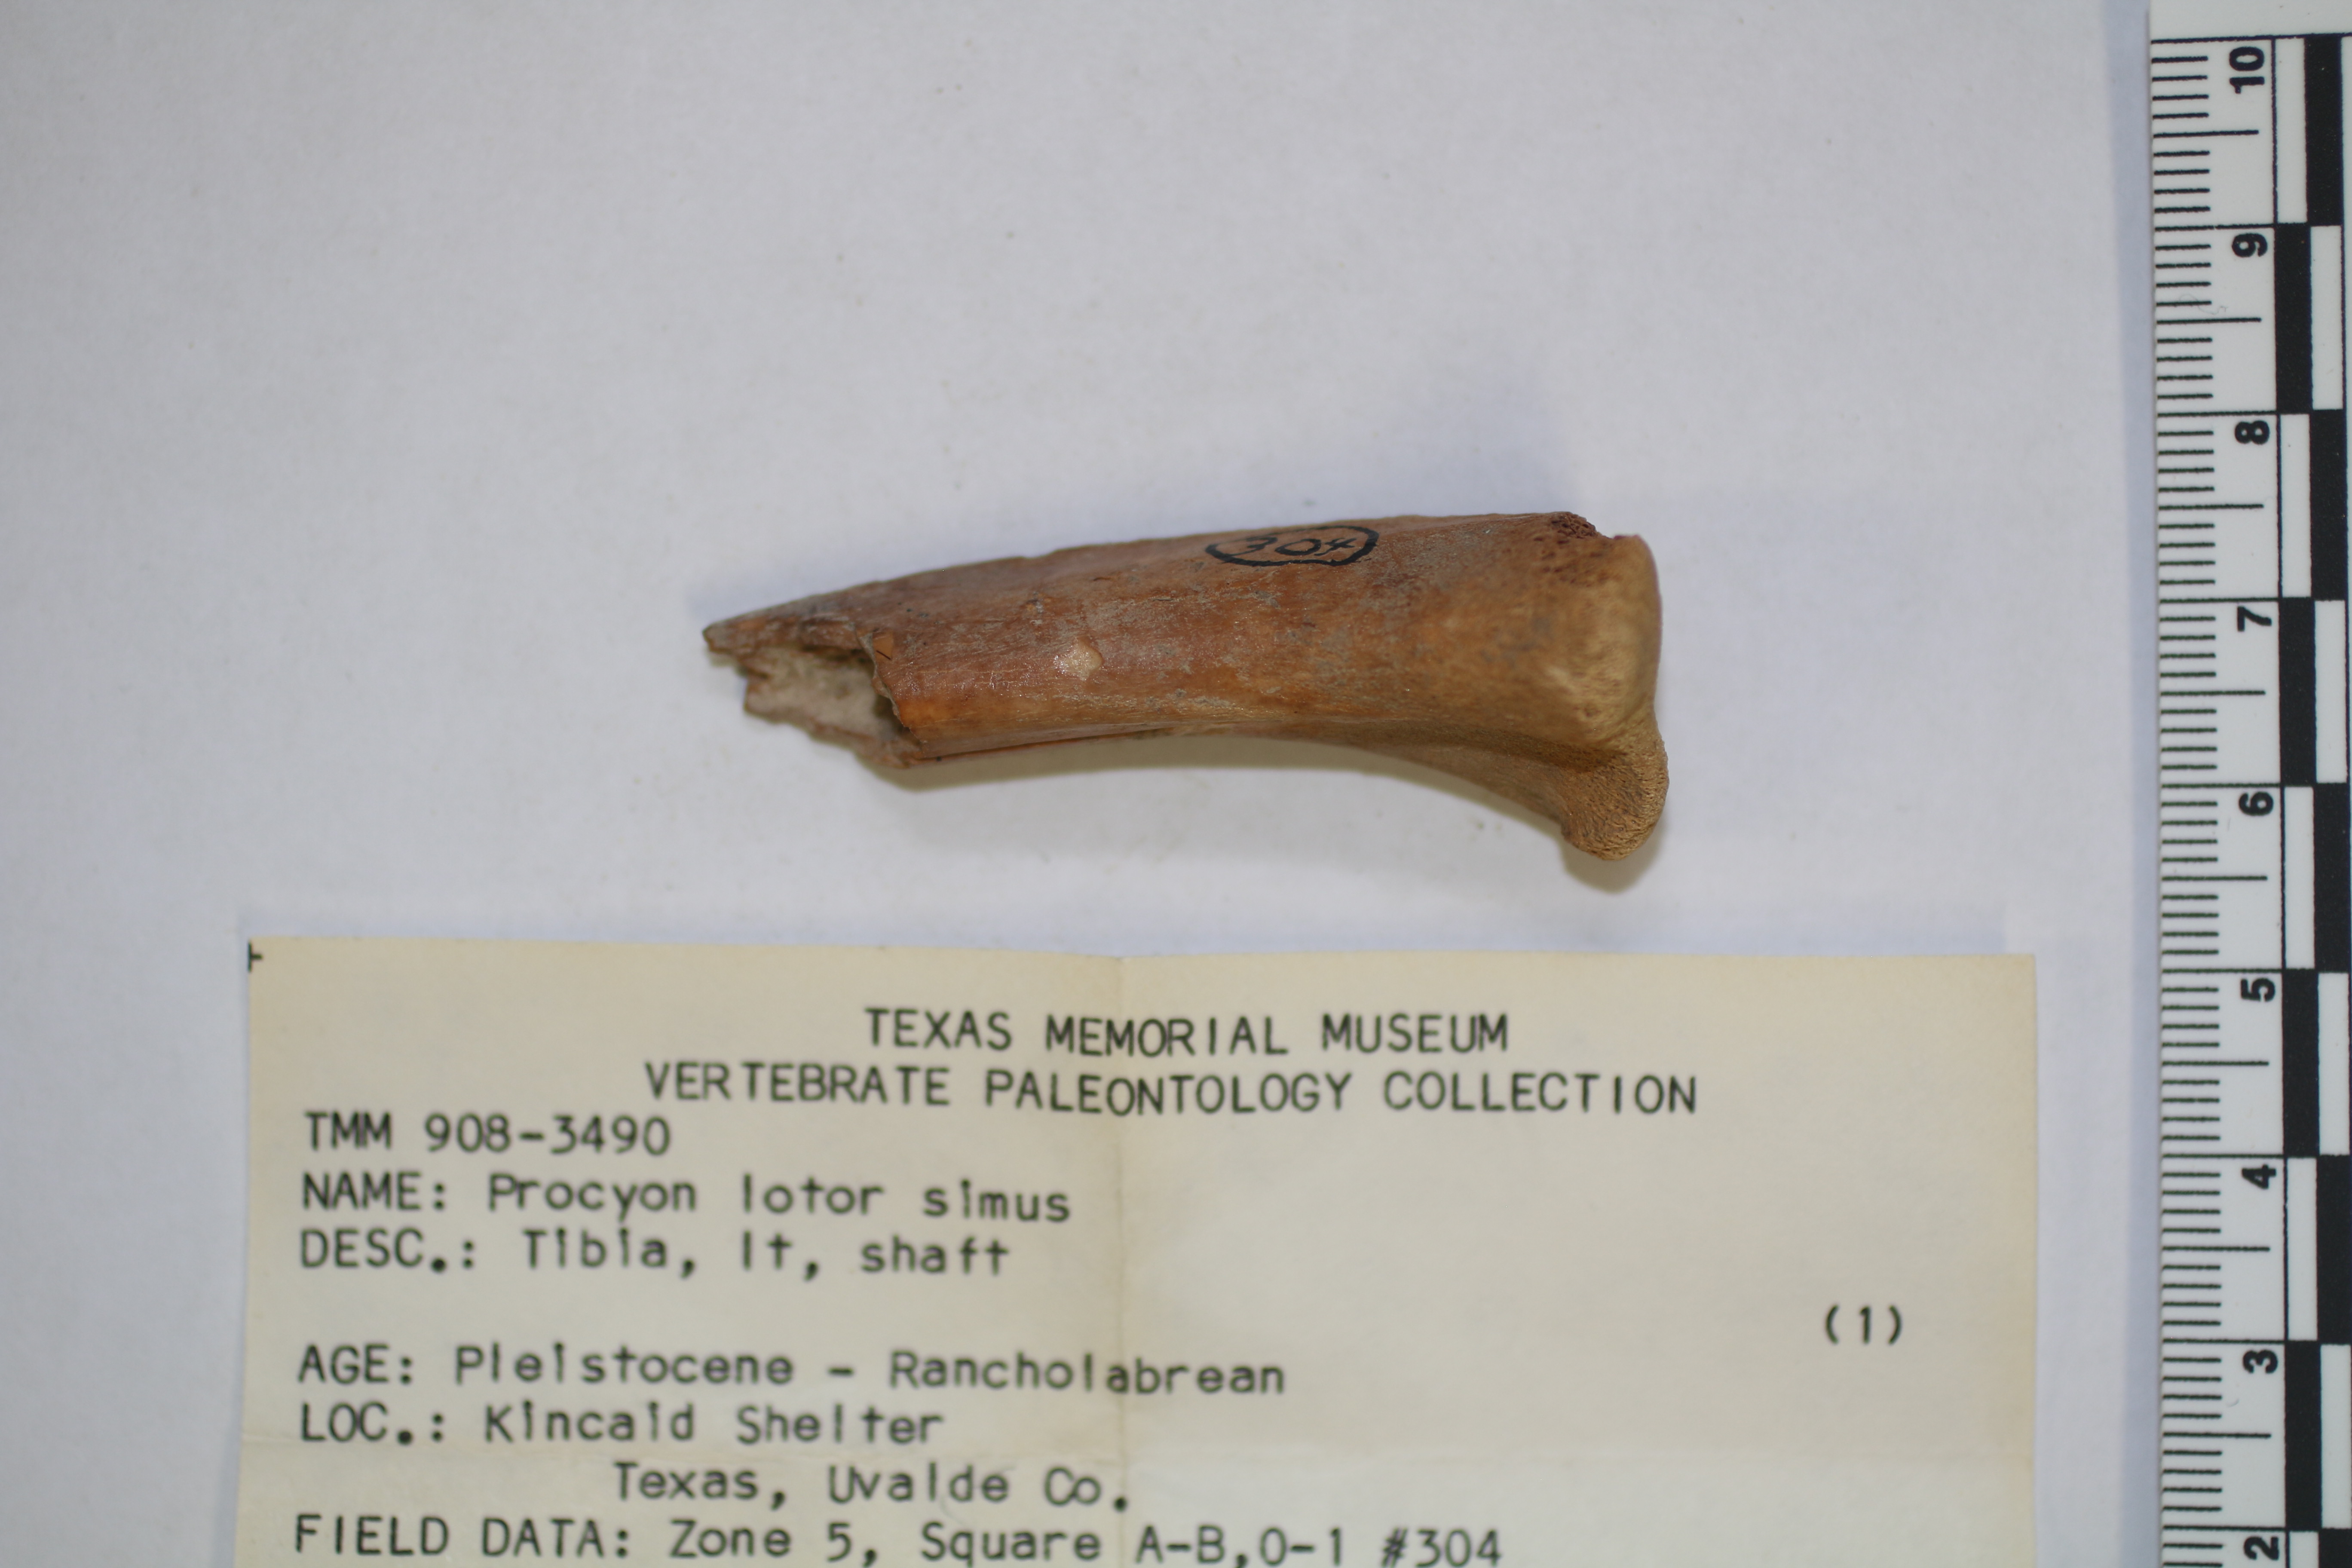 304
TEXAS MEMORIAL MUSEUM
VERTEBRATE PALEONTOLOGY COLLECTION
TMM 908-3490
NAME: Procyon lotor simus
DESC.: Tibia, lt, shaft
(1)
AGE: Pleistocene - Rancholabrean
LOC.: Kincaid Shelter
Texas, Uvalde Co.
FIELD DATA: Zone 5, Square A-B,0-1 #304
10
9
8
7
6
5
4
3
2